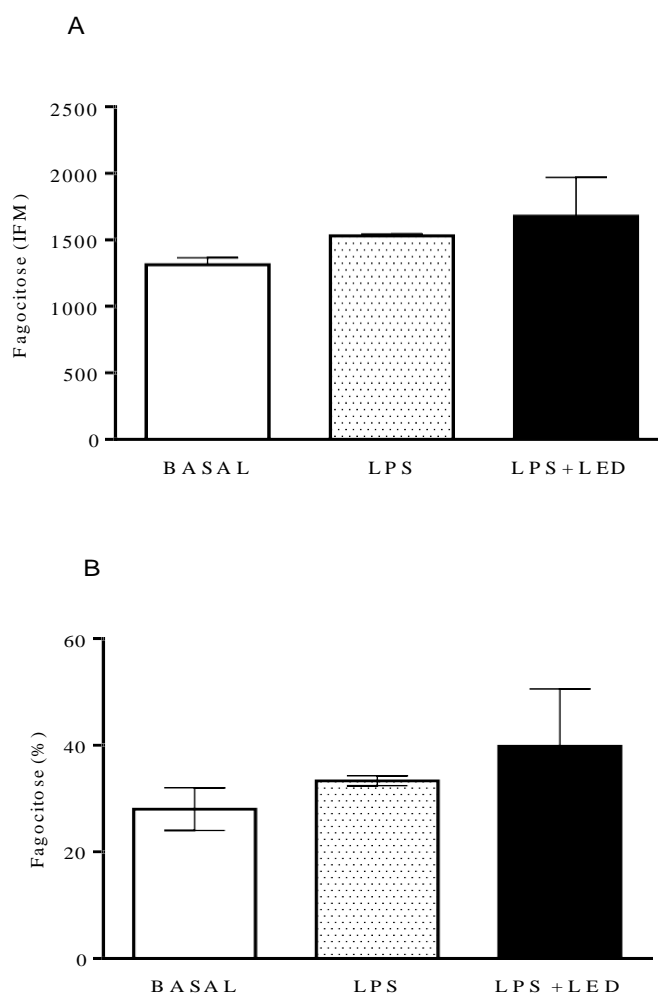 A
Fagocitose (IFM)
2500
2000
1500
1000
500
0
BASAL LPS LPS+LED
B
Fagocitose (%)
60
40
20
0
BASAL LPS LPS +LED